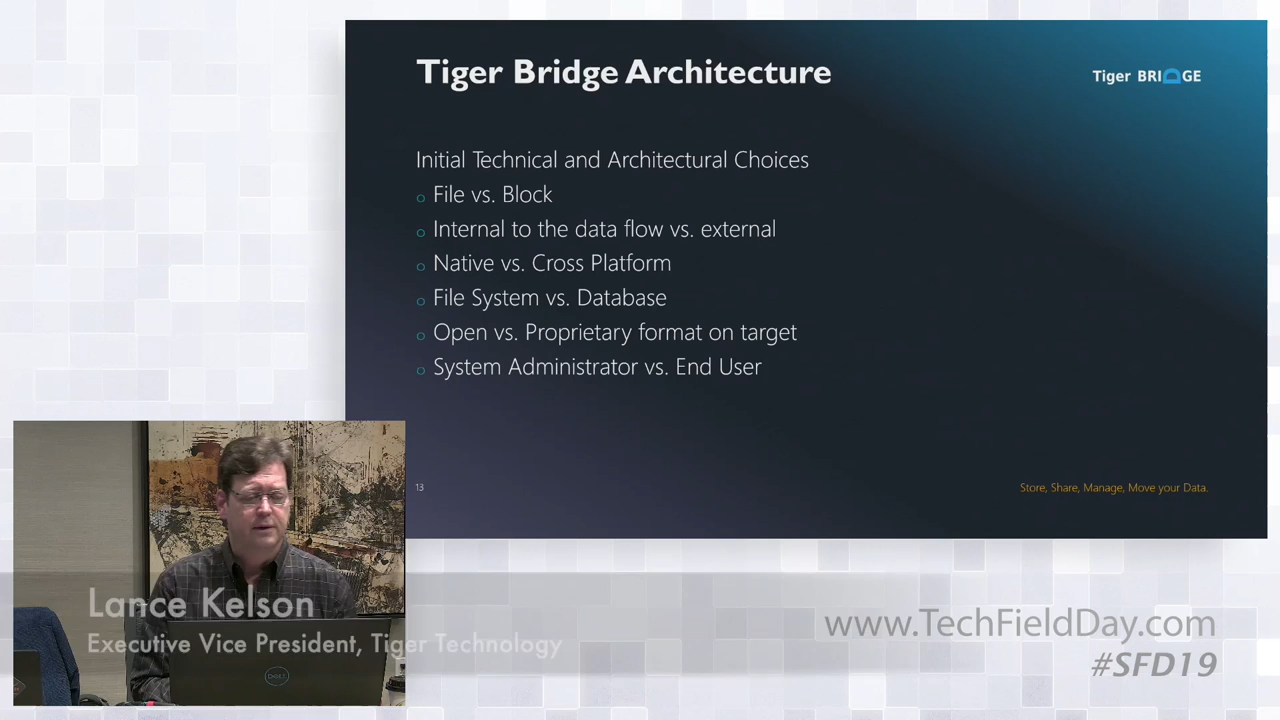 Tiger Bridge Architecture
Tiger BRIDGE
Initial Technical and Architectural Choices
File vs. Block
Internal to the data flow vs. external
Native vs. Cross Platform
File System vs. Database
Open vs. Proprietary format on target
System Administrator vs. End User
13
Store, Share, Manage, Move your Data.
Lance Kelson
Executive Vice President, Tiger Technology
DELL
www.TechFieldDay.com
#SFD19